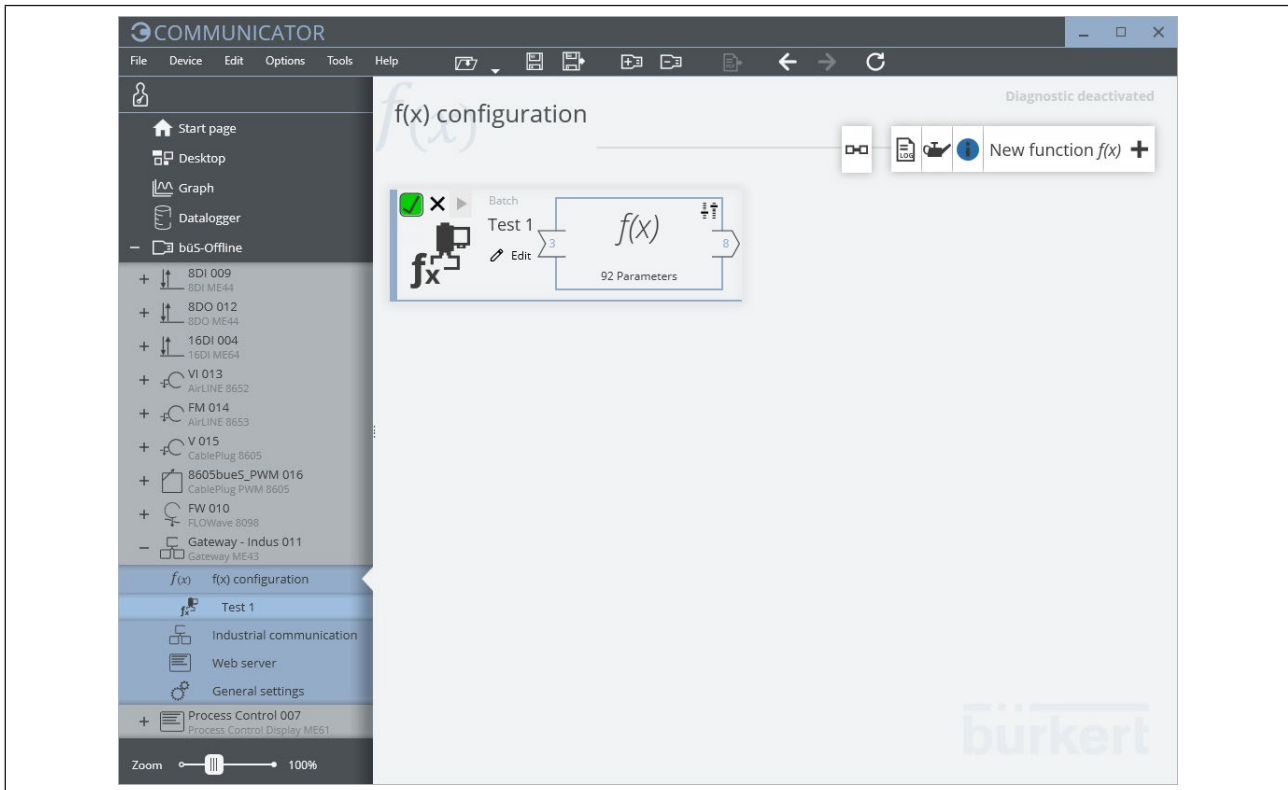 COMMUNICATOR
File Device Edit Options Tools Help
Start page
Desktop
Graph
Datalogger
büS-Offline
8DI 009
8DI ME44
8DO 012
8DO ME44
16DI 004
16DI ME64
VI 013
AirLINE 8652
FM 014
AirLINE 8653
V 015
CablePlug 8605
8605bueS_PWM 016
CablePlug PWM 8605
FW 010
FLOWave 8098
Gateway - Indus 011
Gateway ME43
f(x) f(x) configuration
fx Test 1
Industrial communication
Web server
General settings
Process Control 007
Process Control Display ME61
Zoom 100%
f(x)
f(x) configuration
Diagnostic deactivated
LOG
i
New function f(x) +
Batch
Test 1
Edit
fx
3
f(x)
8
92 Parameters
bürkert